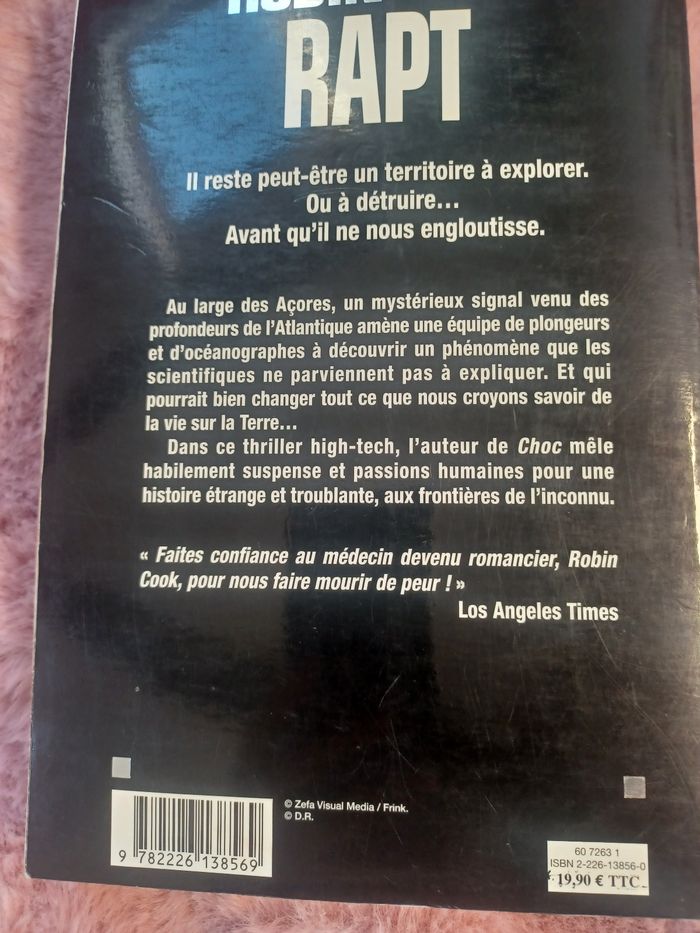 ROBIN
RAPT
Il reste peut-être un territoire à explorer.
Ou à détruire...
Avant qu'il ne nous engloutisse.
Au large des Açores, un mystérieux signal venu des
profondeurs de l'Atlantique amène une équipe de plongeurs
et d'océanographes à découvrir un phénomène que les
scientifiques ne parviennent pas à expliquer. Et qui
pourrait bien changer tout ce que nous croyons savoir de
la vie sur la Terre...
Dans ce thriller high-tech, l'auteur de Choc mêle
habilement suspense et passions humaines pour une
histoire étrange et troublante, aux frontières de l'inconnu.
« Faites confiance au médecin devenu romancier, Robin
Cook, pour nous faire mourir de peur ! »
Los Angeles Times
© Zefa Visual Media / Frink.
© D.R.
9 782226 138569
60 7263 1
ISBN 2-226-13856-0
19,90 € TTC